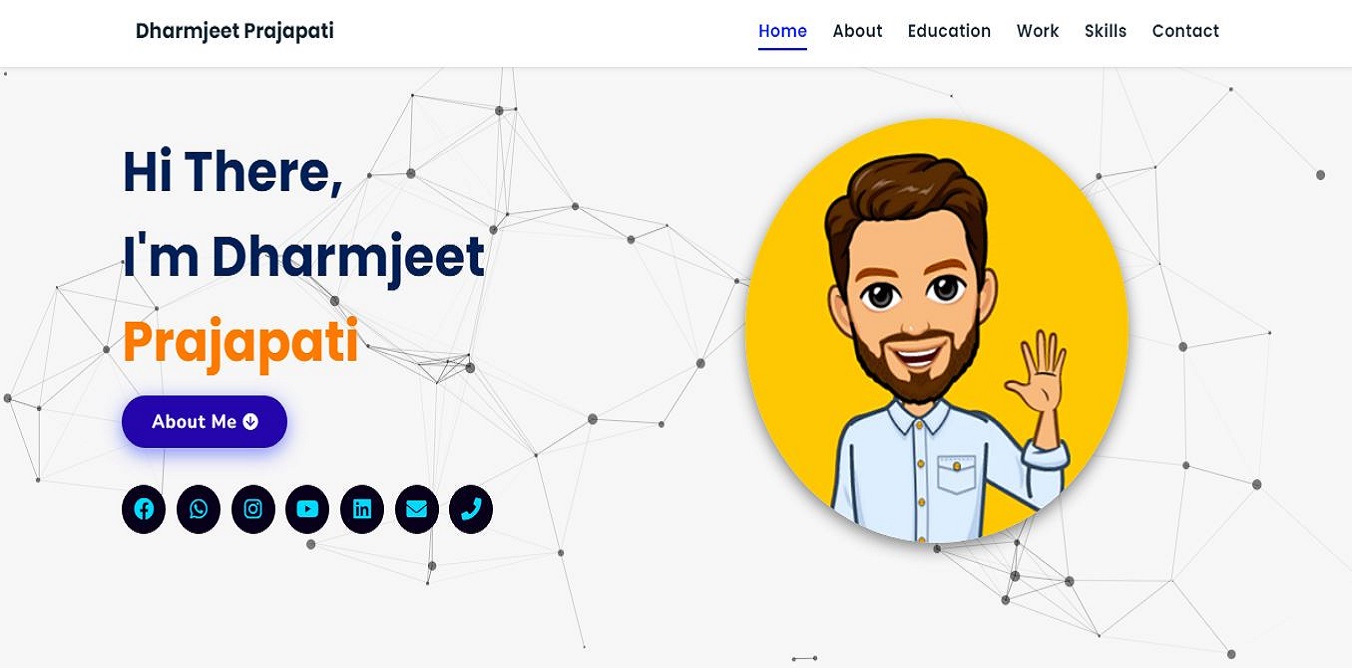 Dharmjeet Prajapati
Home About Education Work Skills Contact
Hi There,
I'm Dharmjeet
Prajapati
About Me